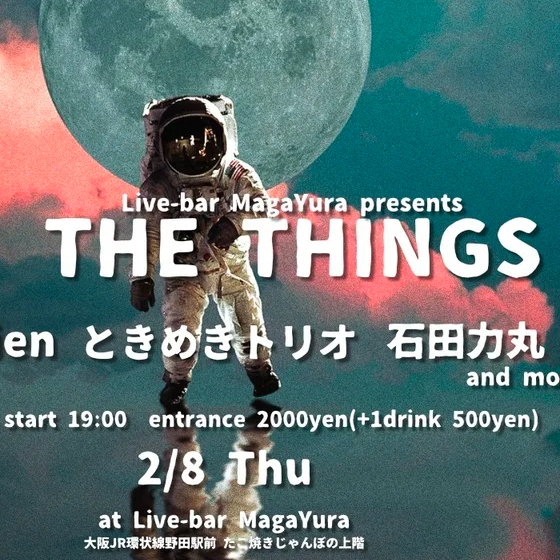 Live-bar MagaYura presents
THE THINGS
en ときめきトリオ 石田力丸
and mo
start 19:00 entrance 2000yen(+1drink 500yen)
2/8 Thu
at Live-bar MagaYura
大阪JR環状線野田駅前 たこ焼きじゃんぼの上階